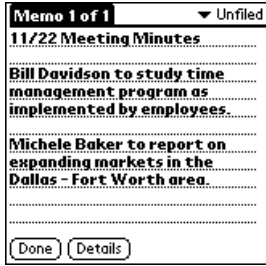 Memo 1 of 1
Unfiled
11/22 Meeting Minutes
Bill Davidson to study time
management program as
implemented by employees.
Michele Baker to report on
expanding markets in the
Dallas - Fort Worth area.
Done
Details